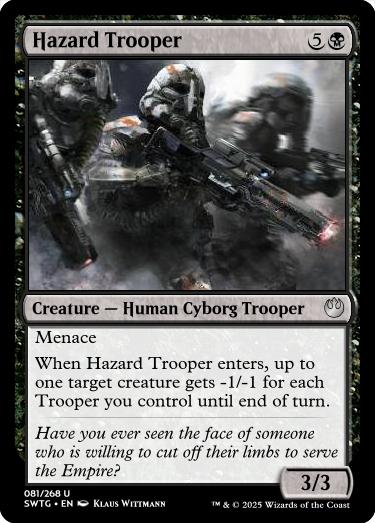 Hazard Trooper 5
Creature — Human Cyborg Trooper
Menace
When Hazard Trooper enters, up to
one target creature gets -1/-1 for each
Trooper you control until end of turn.
Have you ever seen the face of someone
who is willing to cut off their limbs to serve
the Empire?
3/3
081/268 U
SWTG • EN Klaus Wittmann ™ & © 2025 Wizards of the Coast